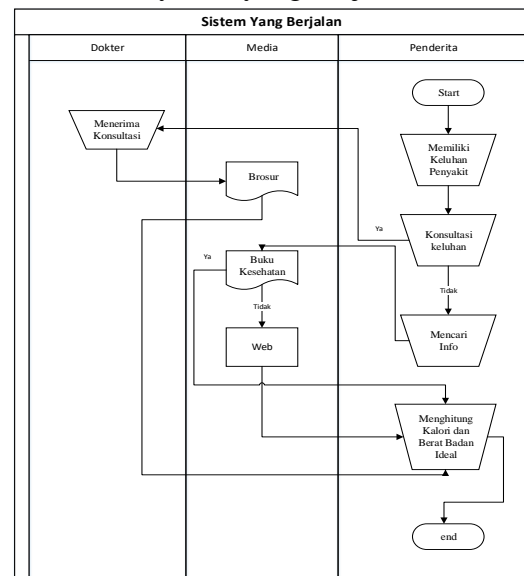 Sistem Yang Berjalan
Dokter
Media
Penderita
Start
Menerima
Konsultasi
Memiliki
Keluhan
Penyakit
Brosur
Ya
Konsultasi
keluhan
Ya
Buku
Kesehatan
Tidak
Tidak
Web
Mencari
Info
Menghitung
Kalori dan
Berat Badan
Ideal
end